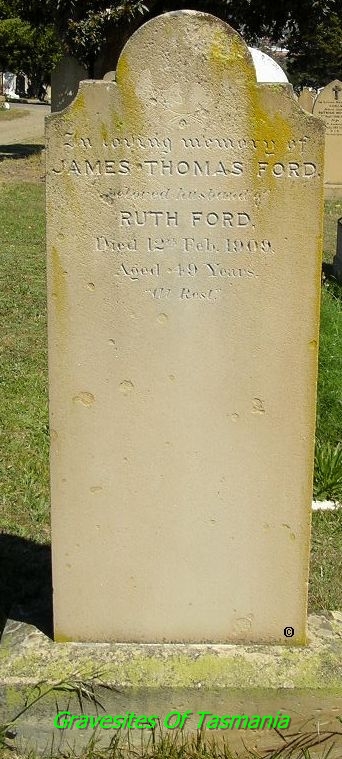 In loving memory of
JAMES THOMAS FORD.
beloved husband of
RUTH FORD.
Died 12th Feb. 1909.
Aged 49 Years.
"At Rest."
©
Gravesites Of Tasmania